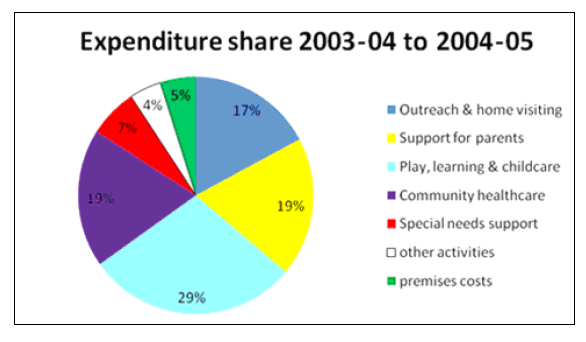 Expenditure share 2003-04 to 2004-05
4%
5%
17%
7%
19%
19%
29%
Outreach & home visiting
Support for parents
Play, learning & childcare
Community healthcare
Special needs support
other activities
premises costs